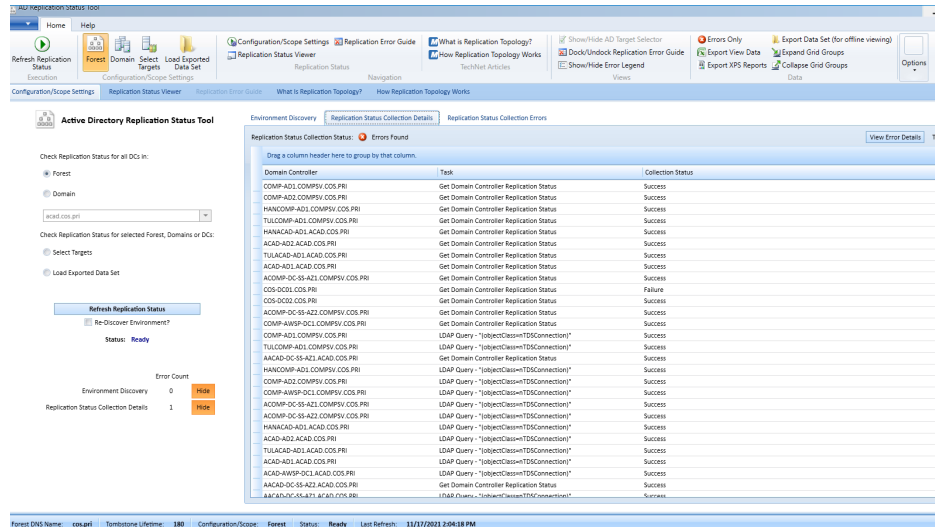 AD Replication Status Tool
Home Help
Refresh Replication Status
Forest
Domain
Select Targets
Load Exported Data Set
Configuration/Scope Settings
Replication Error Guide
Replication Status Viewer
What is Replication Topology?
How Replication Topology Works
Show/Hide AD Target Selector
Dock/Undock Replication Error Guide
Show/Hide Error Legend
Errors Only
Export View Data
Export XPS Reports
Export Data Set (for offline viewing)
Expand Grid Groups
Collapse Grid Groups
Options
Execution
Configuration/Scope Settings
Replication Status
Navigation
TechNet Articles
Views
Data
Configuration/Scope Settings Replication Status Viewer Replication Error Guide What Is Replication Topology? How Replication Topology Works
Active Directory Replication Status Tool
Check Replication Status for all DCs in:
Forest
Domain
acad.cos.pri
Check Replication Status for selected Forest, Domains or DCs:
Select Targets
Load Exported Data Set
Refresh Replication Status
Re-Discover Environment?
Status: Ready
Error Count
Environment Discovery 0 Hide
Replication Status Collection Details 1 Hide
Environment Discovery Replication Status Collection Details Replication Status Collection Errors
Replication Status Collection Status: Errors Found View Error Details T
Drag a column header here to group by that column.
Domain Controller Task Collection Status
COMP-AD1.COMPSV.COS.PRI Get Domain Controller Replication Status Success
COMP-AD2.COMPSV.COS.PRI Get Domain Controller Replication Status Success
HANCOMP-AD1.COMPSV.COS.PRI Get Domain Controller Replication Status Success
TULCOMP-AD1.COMPSV.COS.PRI Get Domain Controller Replication Status Success
HANACAD-AD1.ACAD.COS.PRI Get Domain Controller Replication Status Success
ACAD-AD2.ACAD.COS.PRI Get Domain Controller Replication Status Success
TULACAD-AD1.ACAD.COS.PRI Get Domain Controller Replication Status Success
ACAD-AD1.ACAD.COS.PRI Get Domain Controller Replication Status Success
ACOMP-DC-SS-AZ1.COMPSV.COS.PRI Get Domain Controller Replication Status Success
COS-DC01.COS.PRI Get Domain Controller Replication Status Failure
COS-DC02.COS.PRI Get Domain Controller Replication Status Success
ACOMP-DC-SS-AZ2.COMPSV.COS.PRI Get Domain Controller Replication Status Success
COMP-AWSP-DC1.COMPSV.COS.PRI Get Domain Controller Replication Status Success
COMP-AD1.COMPSV.COS.PRI LDAP Query - "(objectClass=nTDSConnection)" Success
TULCOMP-AD1.COMPSV.COS.PRI LDAP Query - "(objectClass=nTDSConnection)" Success
AACAD-DC-SS-AZ1.ACAD.COS.PRI Get Domain Controller Replication Status Success
HANCOMP-AD1.COMPSV.COS.PRI LDAP Query - "(objectClass=nTDSConnection)" Success
COMP-AD2.COMPSV.COS.PRI LDAP Query - "(objectClass=nTDSConnection)" Success
COMP-AWSP-DC1.COMPSV.COS.PRI LDAP Query - "(objectClass=nTDSConnection)" Success
ACOMP-DC-SS-AZ1.COMPSV.COS.PRI LDAP Query - "(objectClass=nTDSConnection)" Success
ACOMP-DC-SS-AZ2.COMPSV.COS.PRI LDAP Query - "(objectClass=nTDSConnection)" Success
HANACAD-AD1.ACAD.COS.PRI LDAP Query - "(objectClass=nTDSConnection)" Success
ACAD-AD2.ACAD.COS.PRI LDAP Query - "(objectClass=nTDSConnection)" Success
TULACAD-AD1.ACAD.COS.PRI LDAP Query - "(objectClass=nTDSConnection)" Success
ACAD-AD1.ACAD.COS.PRI LDAP Query - "(objectClass=nTDSConnection)" Success
ACAD-AWSP-DC1.ACAD.COS.PRI LDAP Query - "(objectClass=nTDSConnection)" Success
AACAD-DC-SS-AZ2.ACAD.COS.PRI Get Domain Controller Replication Status Success
AACAD-DC-SS-AZ1.ACAD.COS.PRI LDAP Query - "(objectClass=nTDSConnection)" Success
Forest DNS Name: cos.pri Tombstone Lifetime: 180 Configuration/Scope: Forest Status: Ready Last Refresh: 11/17/2021 2:04:18 PM